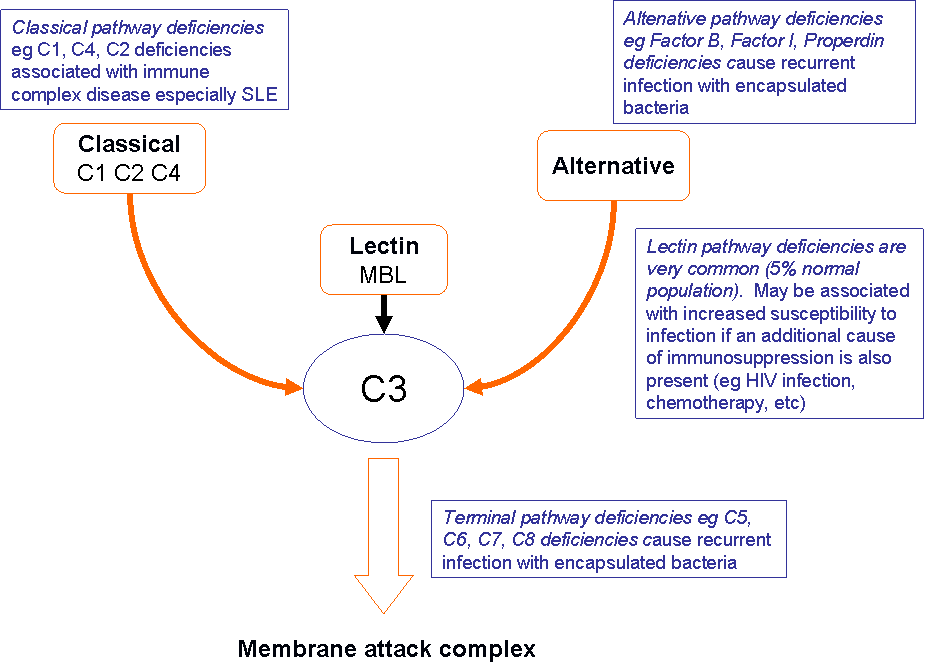 Classical pathway deficiencies
eg C1, C4, C2 deficiencies
associated with immune
complex disease especially SLE
Altenative pathway deficiencies
eg Factor B, Factor I, Properdin
deficiencies cause recurrent
infection with encapsulated
bacteria
Classical
C1 C2 C4
Alternative
Lectin
MBL
Lectin pathway deficiencies are
very common (5% normal
population). May be associated
with increased susceptibility to
infection if an additional cause
of immunosuppression is also
present (eg HIV infection,
chemotherapy, etc)
C3
Terminal pathway deficiencies eg C5,
C6, C7, C8 deficiencies cause recurrent
infection with encapsulated bacteria
Membrane attack complex